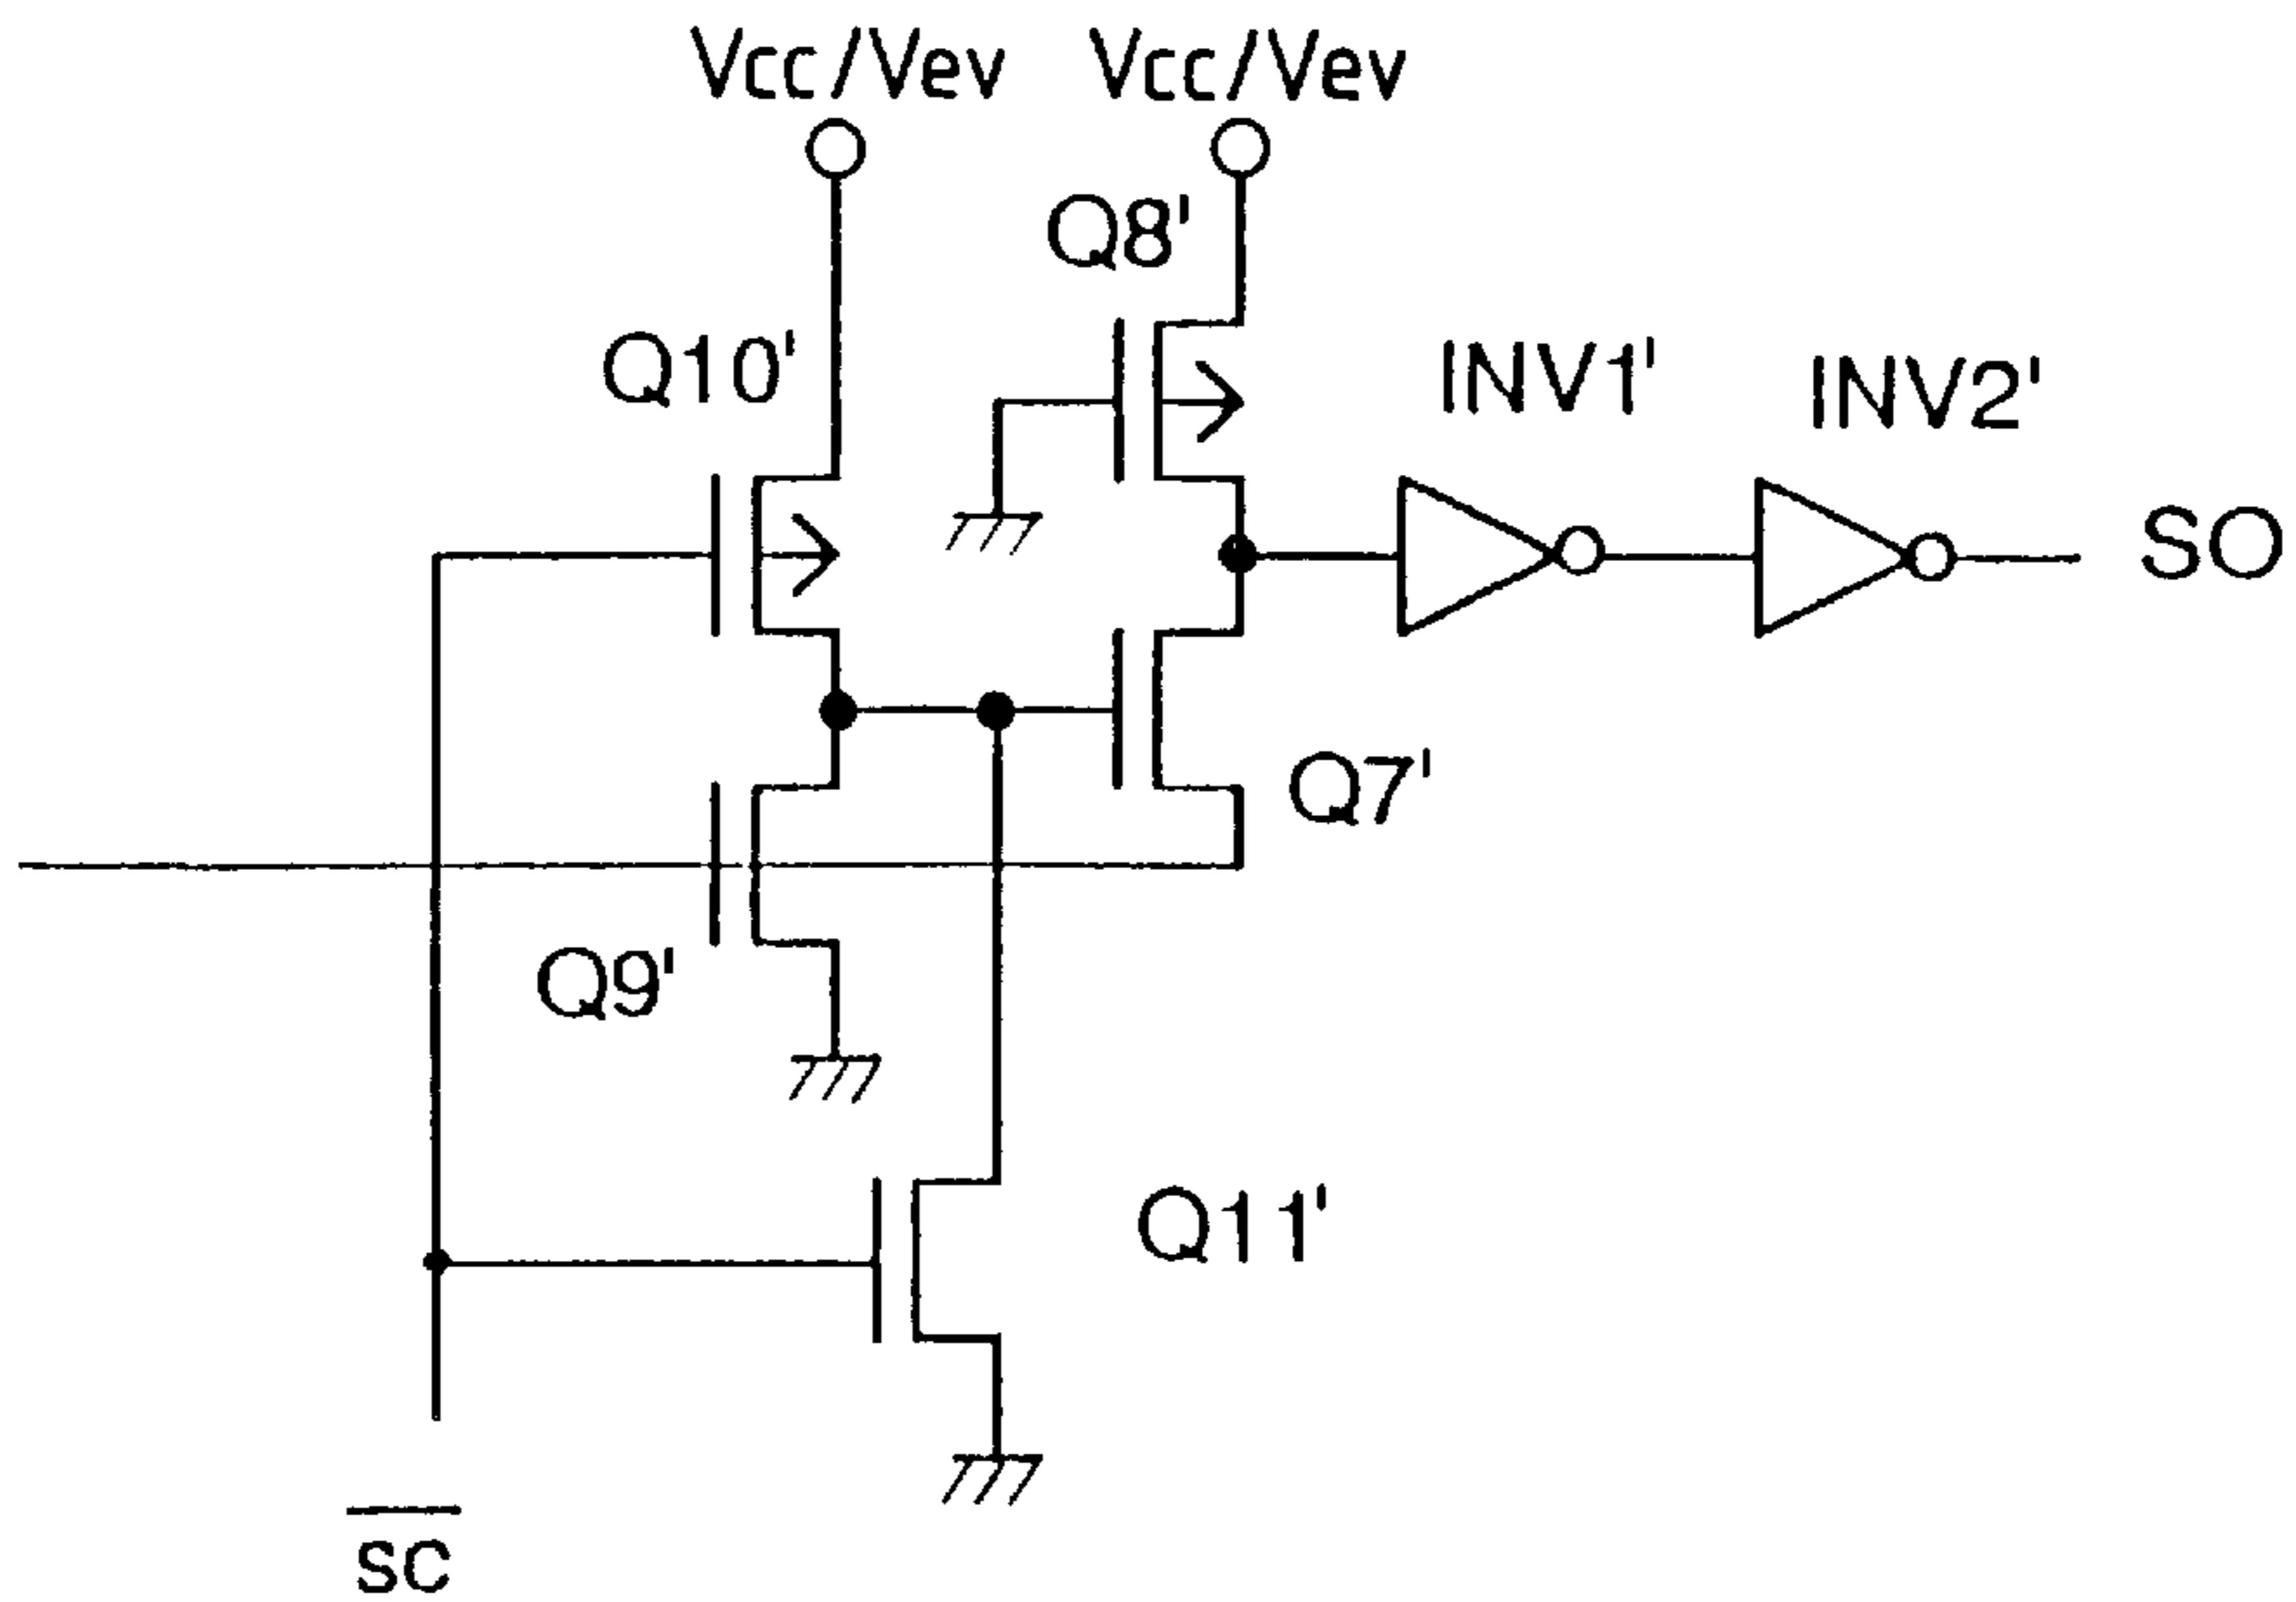 Vcc/Vev Vcc/Vev
Q8'
Q10' INV1' INV2'
SO
Q7'
Q9'
Q11'
SC